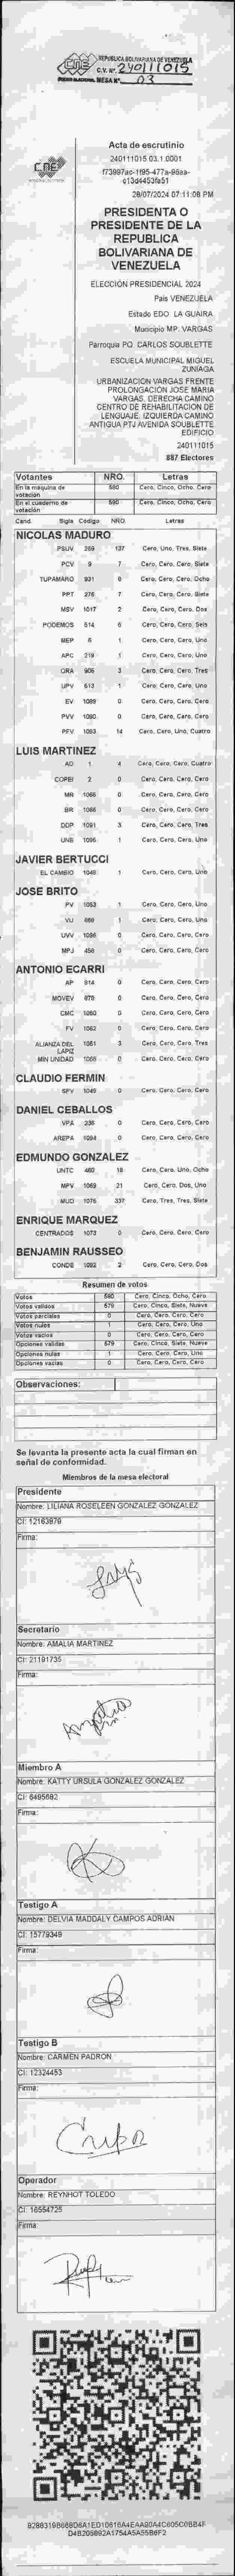 REPUBLICA BOLIVARIANA DE VENEZUELA
CNE
C.V. Nº 240111015
PODER ELECTORAL MESA Nº 03
Acta de escrutinio
CNE
240111015.03.1.0001
28/07/2024 07:11:08 PM
PRESIDENTA O
PRESIDENTE DE LA
REPUBLICA
BOLIVARIANA DE
VENEZUELA
ELECCIÓN PRESIDENCIAL 2024
País VENEZUELA
Estado EDO. LA GUAIRA
Municipio MP. VARGAS
Parroquia PQ. CARLOS SOUBLETTE
ESCUELA MUNICIPAL MIGUEL
ZUNIAGA
URBANIZACIÓN VARGAS FRENTE
PROLONGACIÓN JOSE MARIA
VARGAS. DERECHA CAMINO
CENTRO DE REHABILITACIÓN DE
LENGUAJE. IZQUIERDA CAMINO
ANTIGUA PTJ AVENIDA SOUBLETTE
EDIFICIO
240111015
887 Electores
Votantes NRO. Letras
En la máquina de votación 580 Cero, Cinco, Ocho, Cero
En el cuaderno de votación 580 Cero, Cinco, Ocho, Cero
Cand. Sigla Codigo NRO. Letras
NICOLAS MADURO
PSUV 269 137 Cero, Uno, Tres, Siete
PCV 9 7 Cero, Cero, Cero, Siete
TUPAMARO 931 8 Cero, Cero, Cero, Ocho
PPT 276 7 Cero, Cero, Cero, Siete
MSV 1017 2 Cero, Cero, Cero, Dos
PODEMOS 514 6 Cero, Cero, Cero, Seis
MEP 6 1 Cero, Cero, Cero, Uno
APC 219 1 Cero, Cero, Cero, Uno
ORA 905 3 Cero, Cero, Cero, Tres
UPV 613 1 Cero, Cero, Cero, Uno
EV 1089 0 Cero, Cero, Cero, Cero
PVV 1090 0 Cero, Cero, Cero, Cero
PFV 1093 14 Cero, Cero, Uno, Cuatro
LUIS MARTINEZ
AD 1 4 Cero, Cero, Cero, Cuatro
COPEI 2 0 Cero, Cero, Cero, Cero
MR 1065 0 Cero, Cero, Cero, Cero
BR 1066 0 Cero, Cero, Cero, Cero
DDP 1091 3 Cero, Cero, Cero, Tres
UNE 1095 1 Cero, Cero, Cero, Uno
JAVIER BERTUCCI
EL CAMBIO 1048 1 Cero, Cero, Cero, Uno
JOSE BRITO
PV 1053 1 Cero, Cero, Cero, Uno
VU 869 1 Cero, Cero, Cero, Uno
UVV 1096 0 Cero, Cero, Cero, Cero
MPJ 450 0 Cero, Cero, Cero, Cero
ANTONIO ECARRI
AP 914 0 Cero, Cero, Cero, Cero
MOVEV 878 0 Cero, Cero, Cero, Cero
CMC 1050 0 Cero, Cero, Cero, Cero
FV 1062 0 Cero, Cero, Cero, Cero
ALIANZA DEL LAPIZ 1081 3 Cero, Cero, Cero, Tres
MIN UNIDAD 1068 0 Cero, Cero, Cero, Cero
CLAUDIO FERMIN
SPV 1049 0 Cero, Cero, Cero, Cero
DANIEL CEBALLOS
VPA 238 0 Cero, Cero, Cero, Cero
AREPA 1094 0 Cero, Cero, Cero, Cero
EDMUNDO GONZALEZ
UNTC 460 18 Cero, Cero, Uno, Ocho
MPV 1069 21 Cero, Cero, Dos, Uno
MUD 1076 337 Cero, Tres, Tres, Siete
ENRIQUE MARQUEZ
CENTRADOS 1073 0 Cero, Cero, Cero, Cero
BENJAMIN RAUSSEO
CONDE 1092 2 Cero, Cero, Cero, Dos
Resumen de votos
Votos 580 Cero, Cinco, Ocho, Cero
Votos validos 579 Cero, Cinco, Siete, Nueve
Votos parciales 0 Cero, Cero, Cero, Cero
Votos nulos 1 Cero, Cero, Cero, Uno
Votos vacios 0 Cero, Cero, Cero, Cero
Opciones validas 579 Cero, Cinco, Siete, Nueve
Opciones nulas 1 Cero, Cero, Cero, Uno
Opciones vacias 0 Cero, Cero, Cero, Cero
Observaciones:
Se levanta la presente acta la cual firman en
señal de conformidad.
Miembros de la mesa electoral
Presidente
Nombre: LILIANA ROSELEEN GONZALEZ GONZALEZ
CI: 12163979
Firma:
Secretario
Nombre: AMALIA MARTINEZ
CI: 21191735
Firma:
Miembro A
Nombre: KATTY URSULA GONZALEZ GONZALEZ
CI: 6495692
Firma:
Testigo A
Nombre: DELVIA MADDALY CAMPOS ADRIAN
CI: 15779349
Firma:
Testigo B
Nombre: CARMEN PADRON
CI: 12324453
Firma:
Operador
Nombre: REYNHOT TOLEDO
CI: 16554725
Firma: